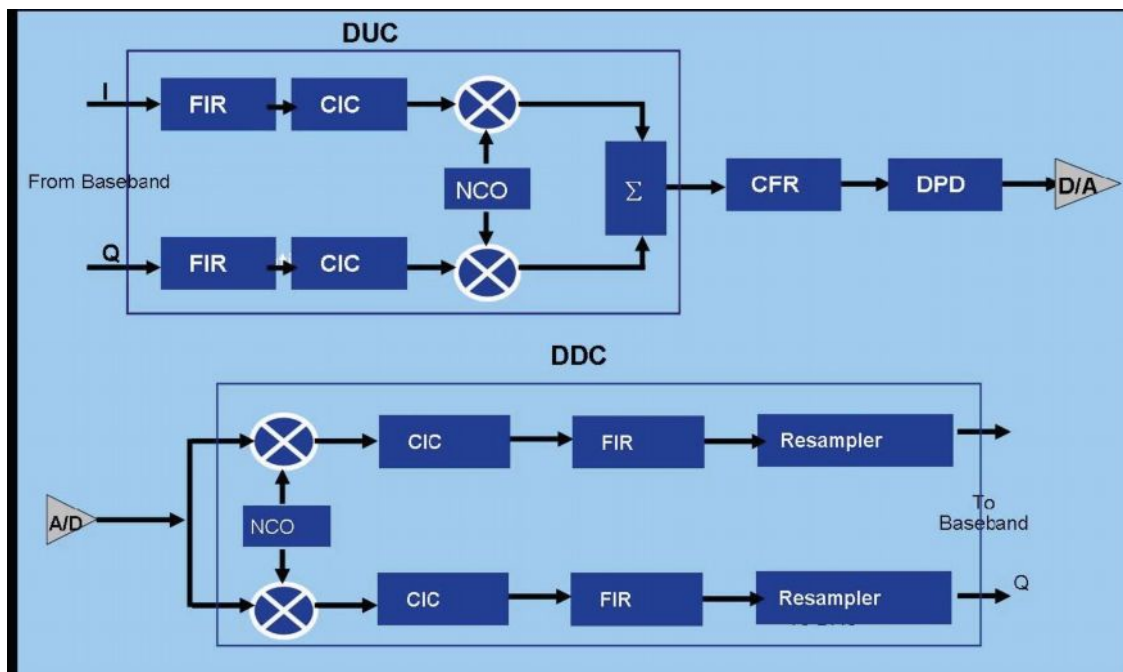 DUC
I
FIR
CIC
From Baseband
NCO
Σ
CFR
DPD
D/A
Q
FIR
CIC
DDC
CIC
FIR
Resampler
A/D
NCO
To
Baseband
CIC
FIR
Resampler
Q